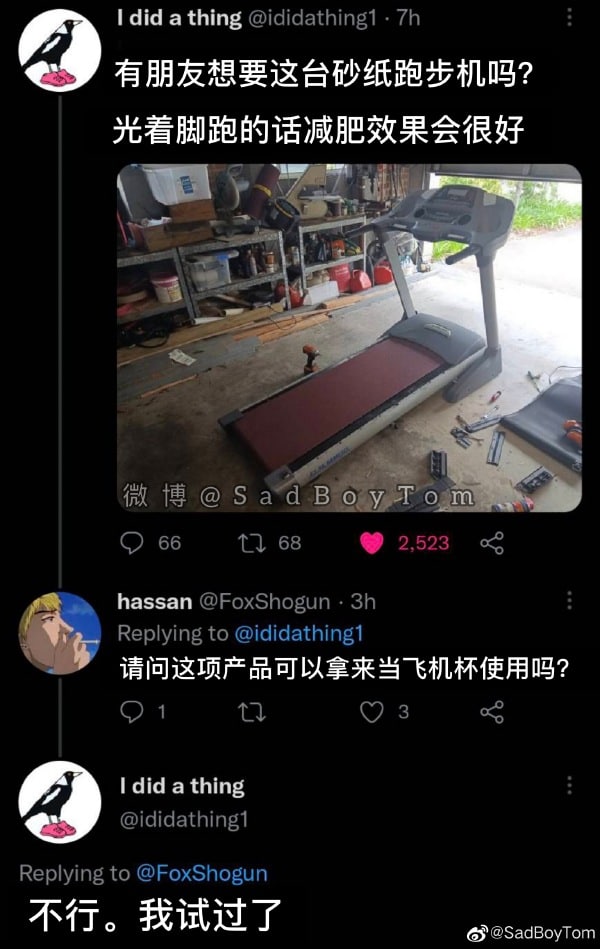 I did a thing @ididathing1 · 7h
有朋友想要这台砂纸跑步机吗？
光着脚跑的话减肥效果会很好
微博@SadBoyTom
66 68 2,523
hassan @FoxShogun · 3h
Replying to @ididathing1
请问这项产品可以拿来当飞机杯使用吗？
1 3
I did a thing
@ididathing1
Replying to @FoxShogun
不行。我试过了
@SadBoyTom